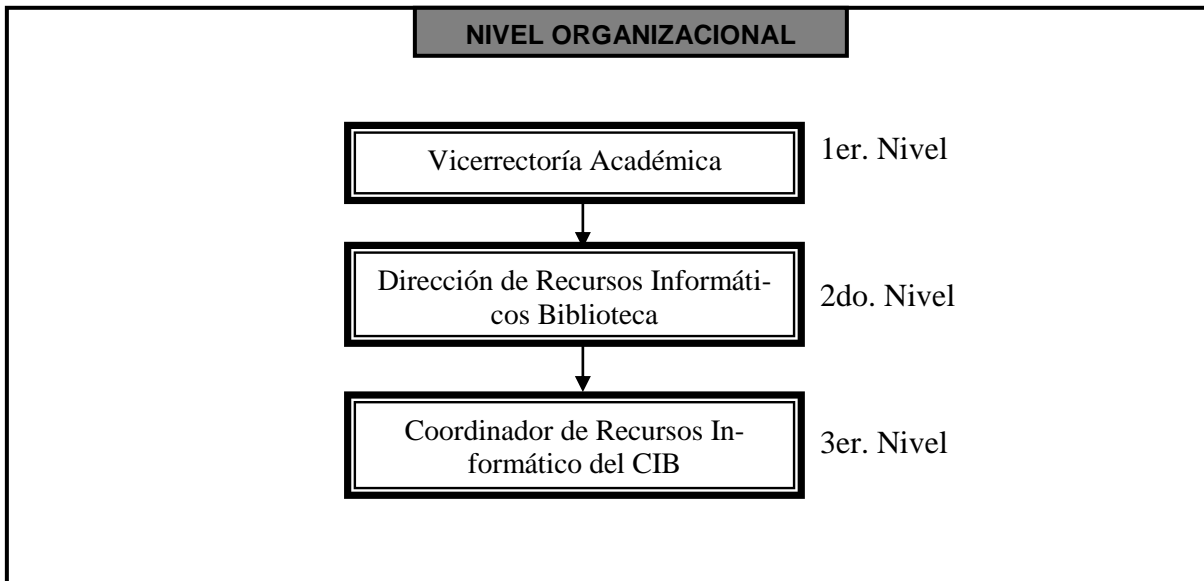 NIVEL ORGANIZACIONAL
Vicerrectoría Académica
1er. Nivel
Dirección de Recursos Informáti-
cos Biblioteca
2do. Nivel
Coordinador de Recursos In-
formático del CIB
3er. Nivel